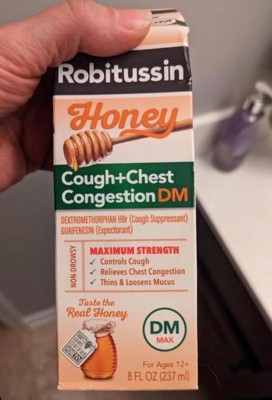 Robitussin
Honey
Cough+Chest
Congestion DM
DEXTROMETHORPHAN HBr (Cough Suppressant)
GUAIFENESIN (Expectorant)
NON-DROWSY
MAXIMUM STRENGTH
✓ Controls Cough
✓ Relieves Chest Congestion
✓ Thins & Loosens Mucus
Taste the
Real Honey
DM
MAX
For Ages 12+
8 FL OZ (237 ml)